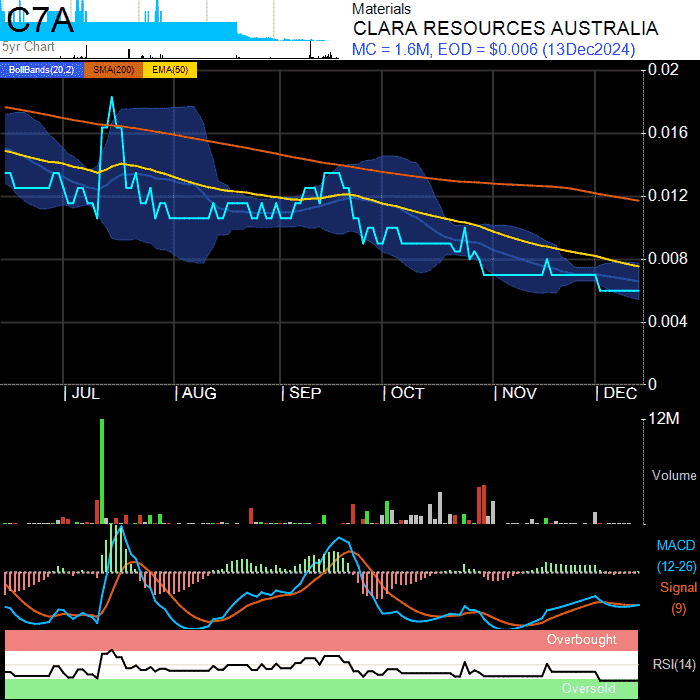 C7A
5yr Chart
Materials
CLARA RESOURCES AUSTRALIA
MC = 1.6M, EOD = $0.006 (13Dec2024)
BollBands(20,2) SMA(200) EMA(50)
0.02
0.016
0.012
0.008
0.004
0
JUL AUG SEP OCT NOV DEC
12M
Volume
MACD
(12-26)
Signal
(9)
Overbought
RSI(14)
Oversold